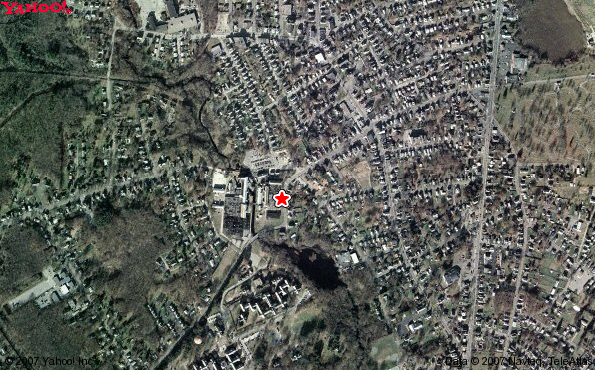 YAHOO!
© 2007 Yahoo! Inc
Data © 2007 Navteq, TeleAtlas